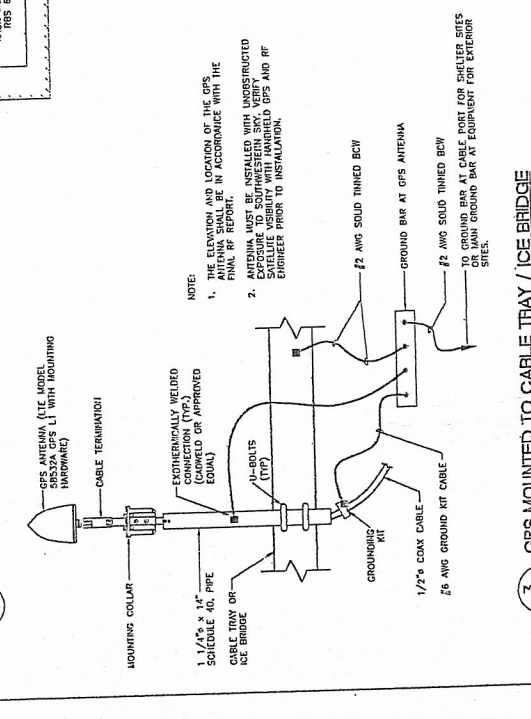 RBS 6
NOTE:
1. THE ELEVATION AND LOCATION OF THE GPS
ANTENNA SHALL BE IN ACCORDANCE WITH THE
FINAL RF REPORT.
2. ANTENNA MUST BE INSTALLED WITH UNOBSTRUCTED
EXPOSURE TO SOUTHWESTERN SKY. VERIFY
SATELLITE VISIBILITY WITH HANDHELD GPS AND RF
ENGINEER PRIOR TO INSTALLATION.
GPS ANTENNA (LTE MODEL
58532A GPS L1 WITH MOUNTING
HARDWARE)
CABLE TERMINATION
MOUNTING COLLAR
EXOTHERMICALLY WELDED
CONNECTION (TYP.)
(CADWELD OR APPROVED
EQUAL)
U-BOLTS
(TYP)
1 1/4"ø x 14"
SCHEDULE 40, PIPE
CABLE TRAY OR
ICE BRIDGE
GROUNDING
KIT
1/2"ø COAX CABLE
#6 AWG GROUND KIT CABLE
#2 AWG SOLID TINNED BCW
GROUND BAR AT GPS ANTENNA
#2 AWG SOLID TINNED BCW
TO GROUND BAR AT CABLE PORT FOR SHELTER SITES
OR MAIN GROUND BAR AT EQUIPMENT FOR EXTERIOR
SITES.
3 GPS MOUNTED TO CABLE TRAY / ICE BRIDGE